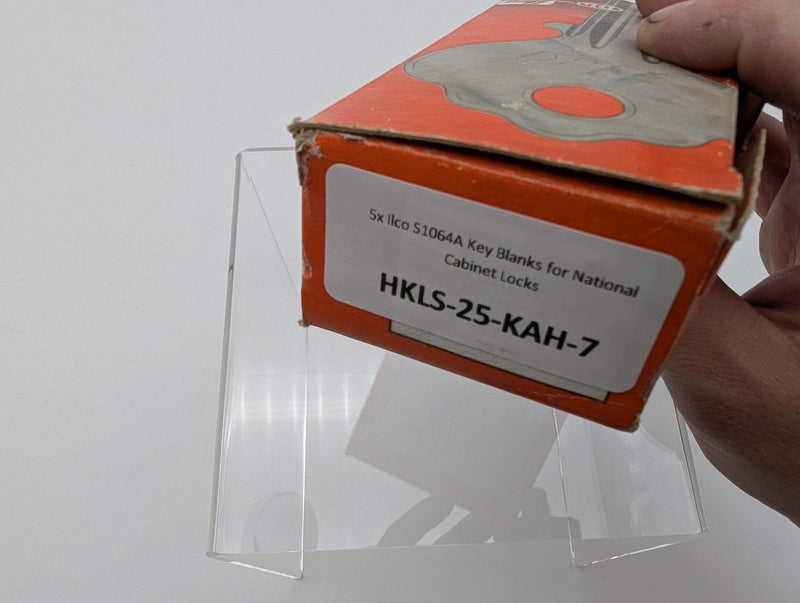 5x Ilco S1064A Key Blanks for National
Cabinet Locks
HKLS-25-KAH-7